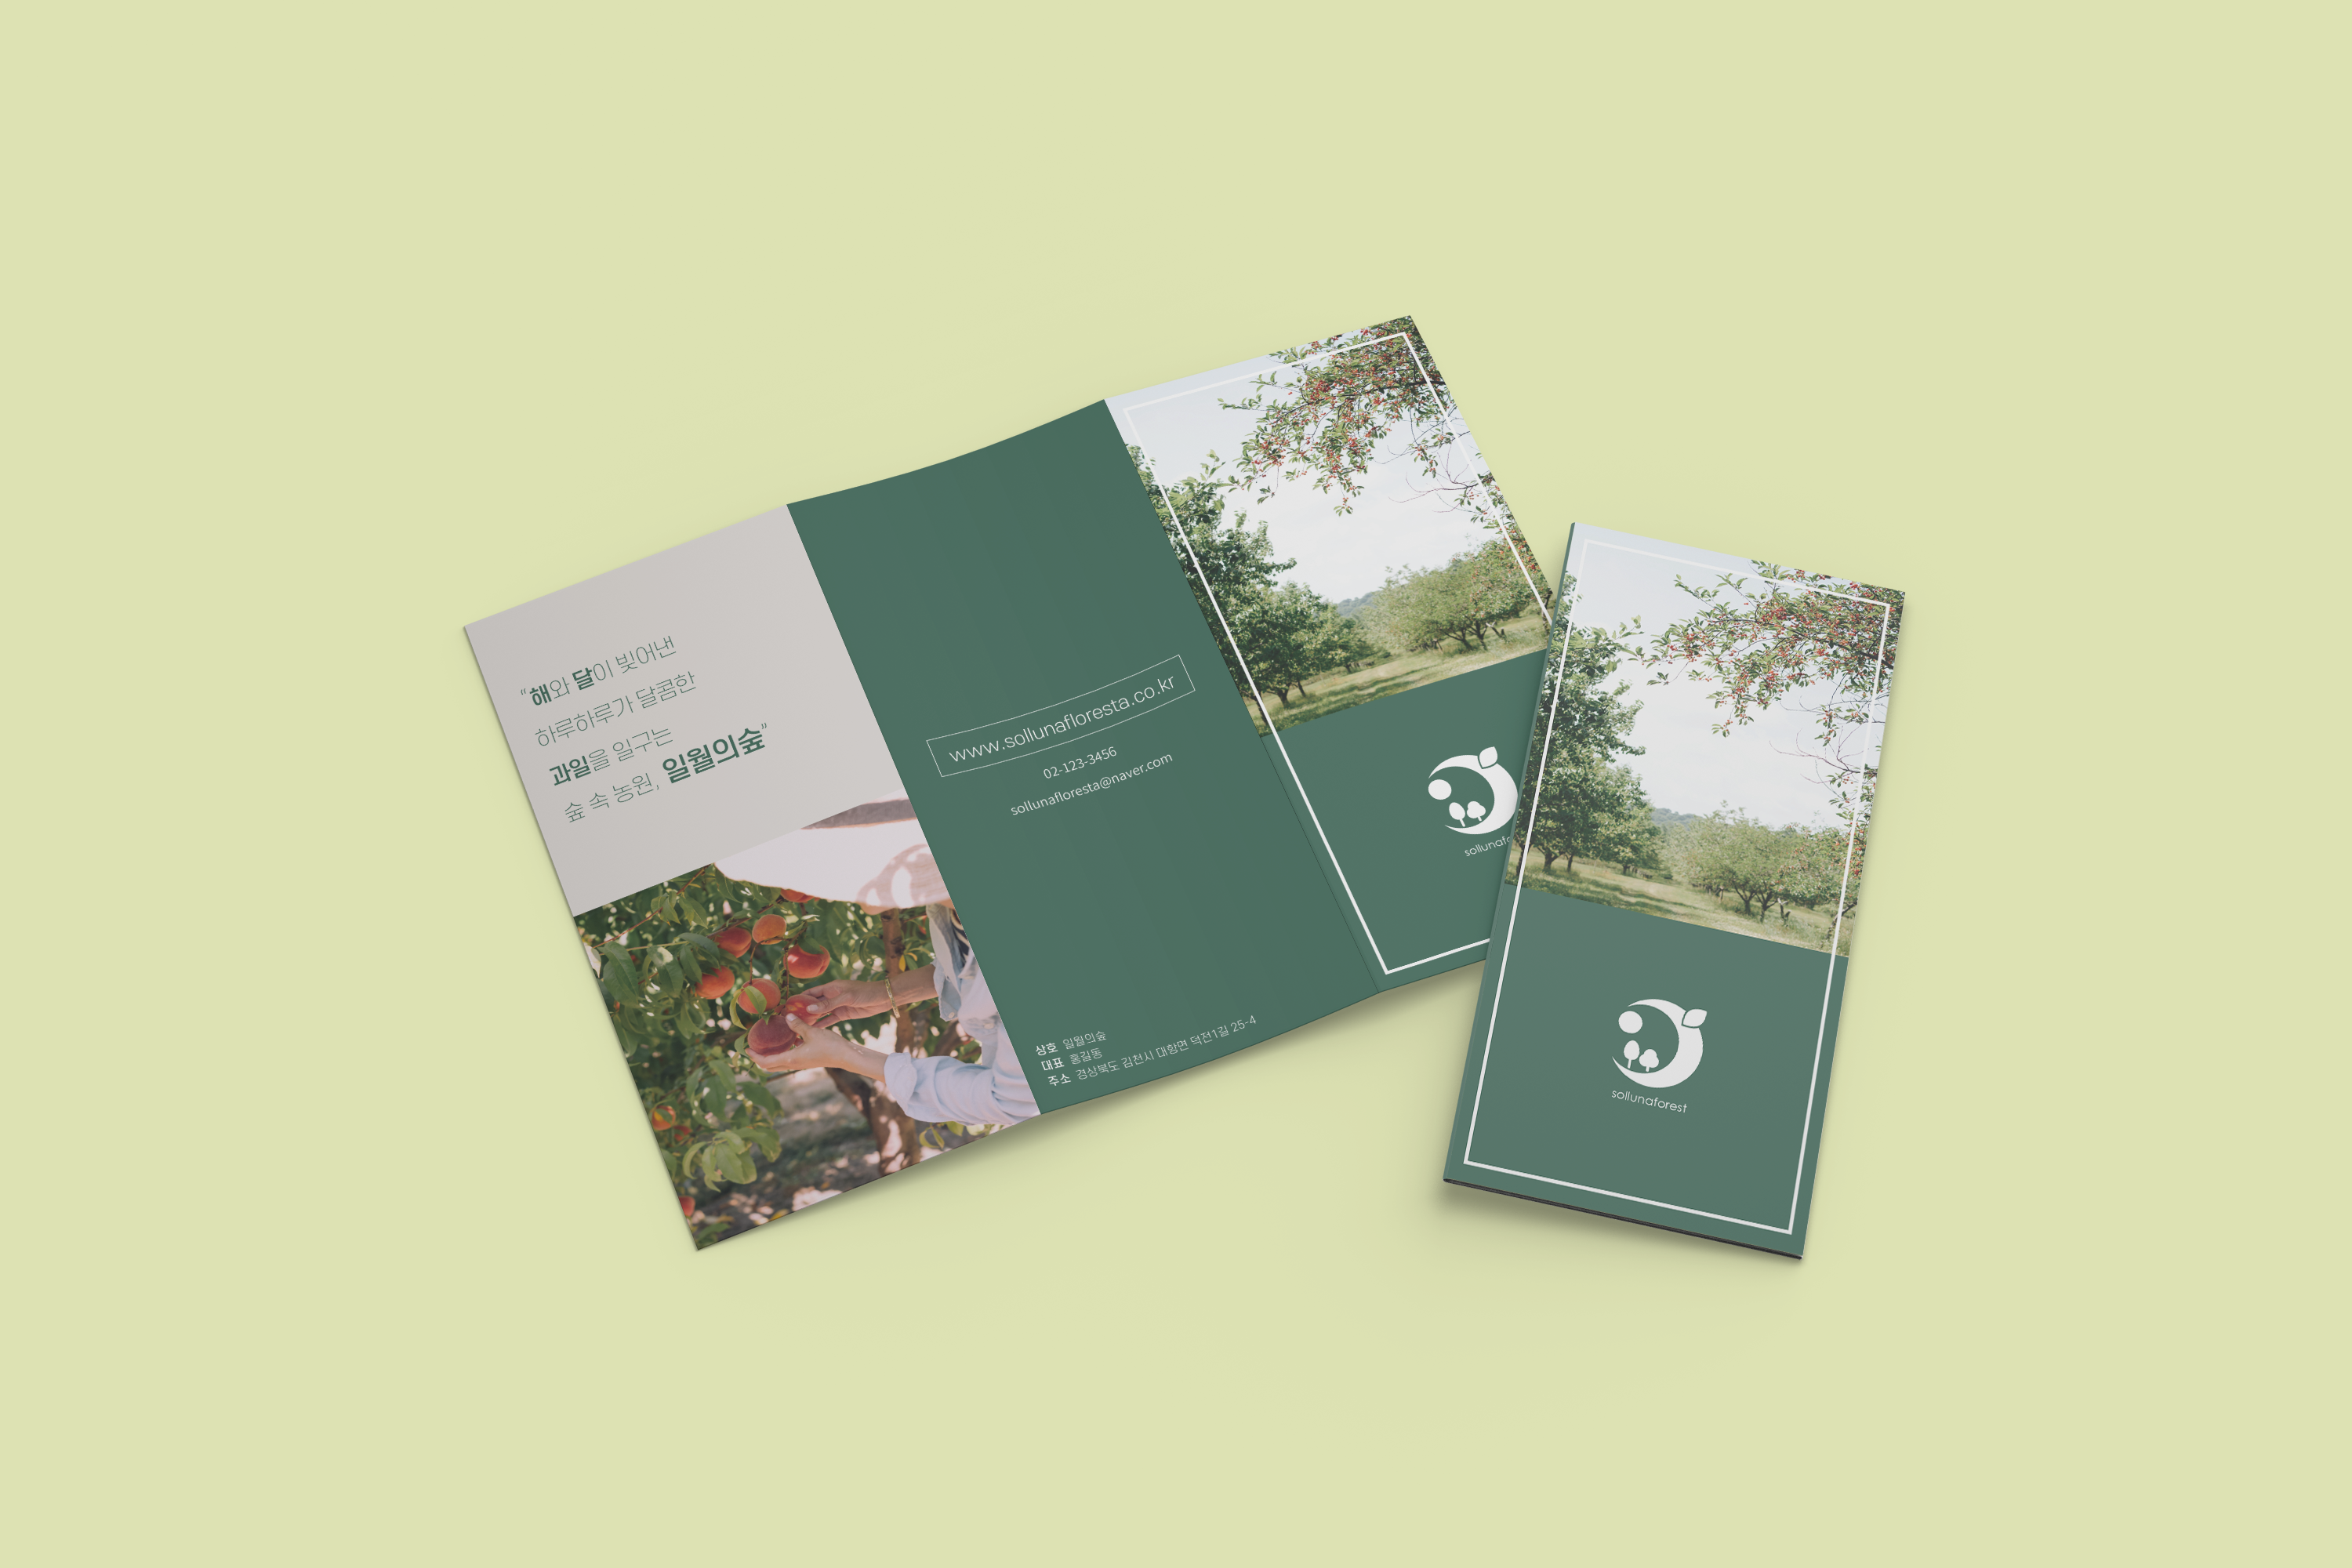 “해와 달이 빚어낸
하루하루가 달콤한
과일을 일구는
숲 속 농원, 일월의숲”
www.sollunafloresta.co.kr
02-123-3456
sollunafloresta@naver.com
상호 일월의숲
대표 홍길동
주소 경상북도 김천시 대항면 덕전1길 25-4
sollunafo
sollunaforest